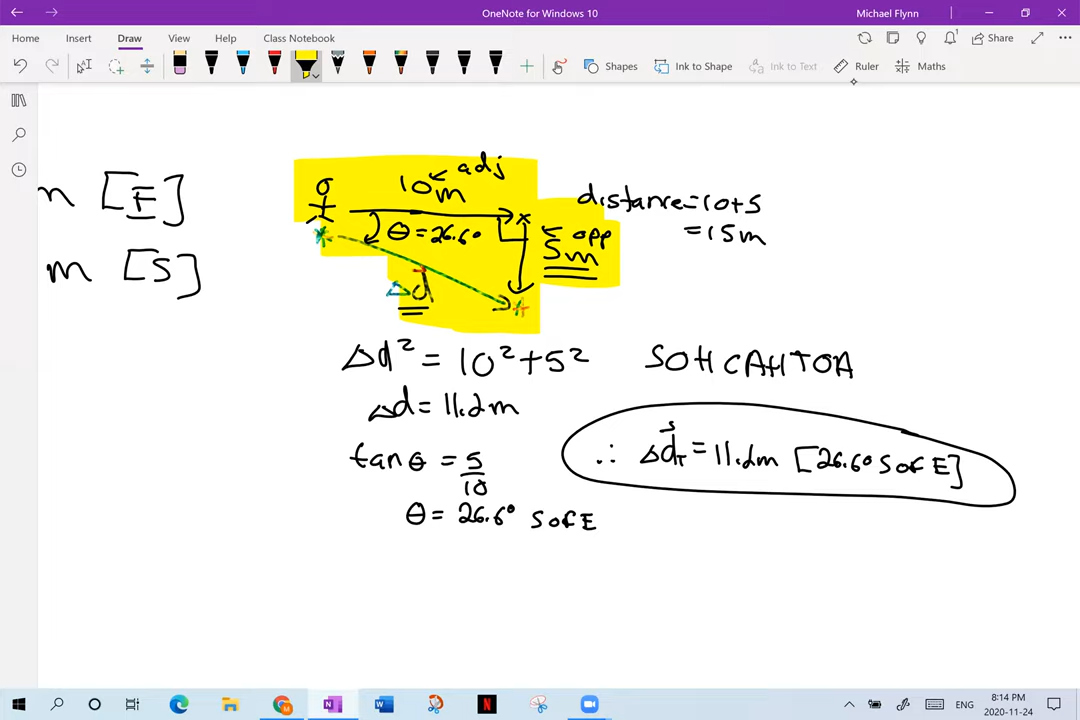 OneNote for Windows 10
Michael Flynn
Home Insert Draw View Help Class Notebook
Share
Shapes Ink to Shape Ink to Text Ruler Maths
[E]
m [S]
10m
adj
θ = 26.6°
opp
5m
Δd
distance = 10+5
= 15m
Δd² = 10² + 5²
Δd = 11.2m
SOH CAH TOA
tan θ = 5/10
θ = 26.6° S of E
∴ Δd⃗T = 11.2m [26.6° S of E]
ENG
8:14 PM
2020-11-24